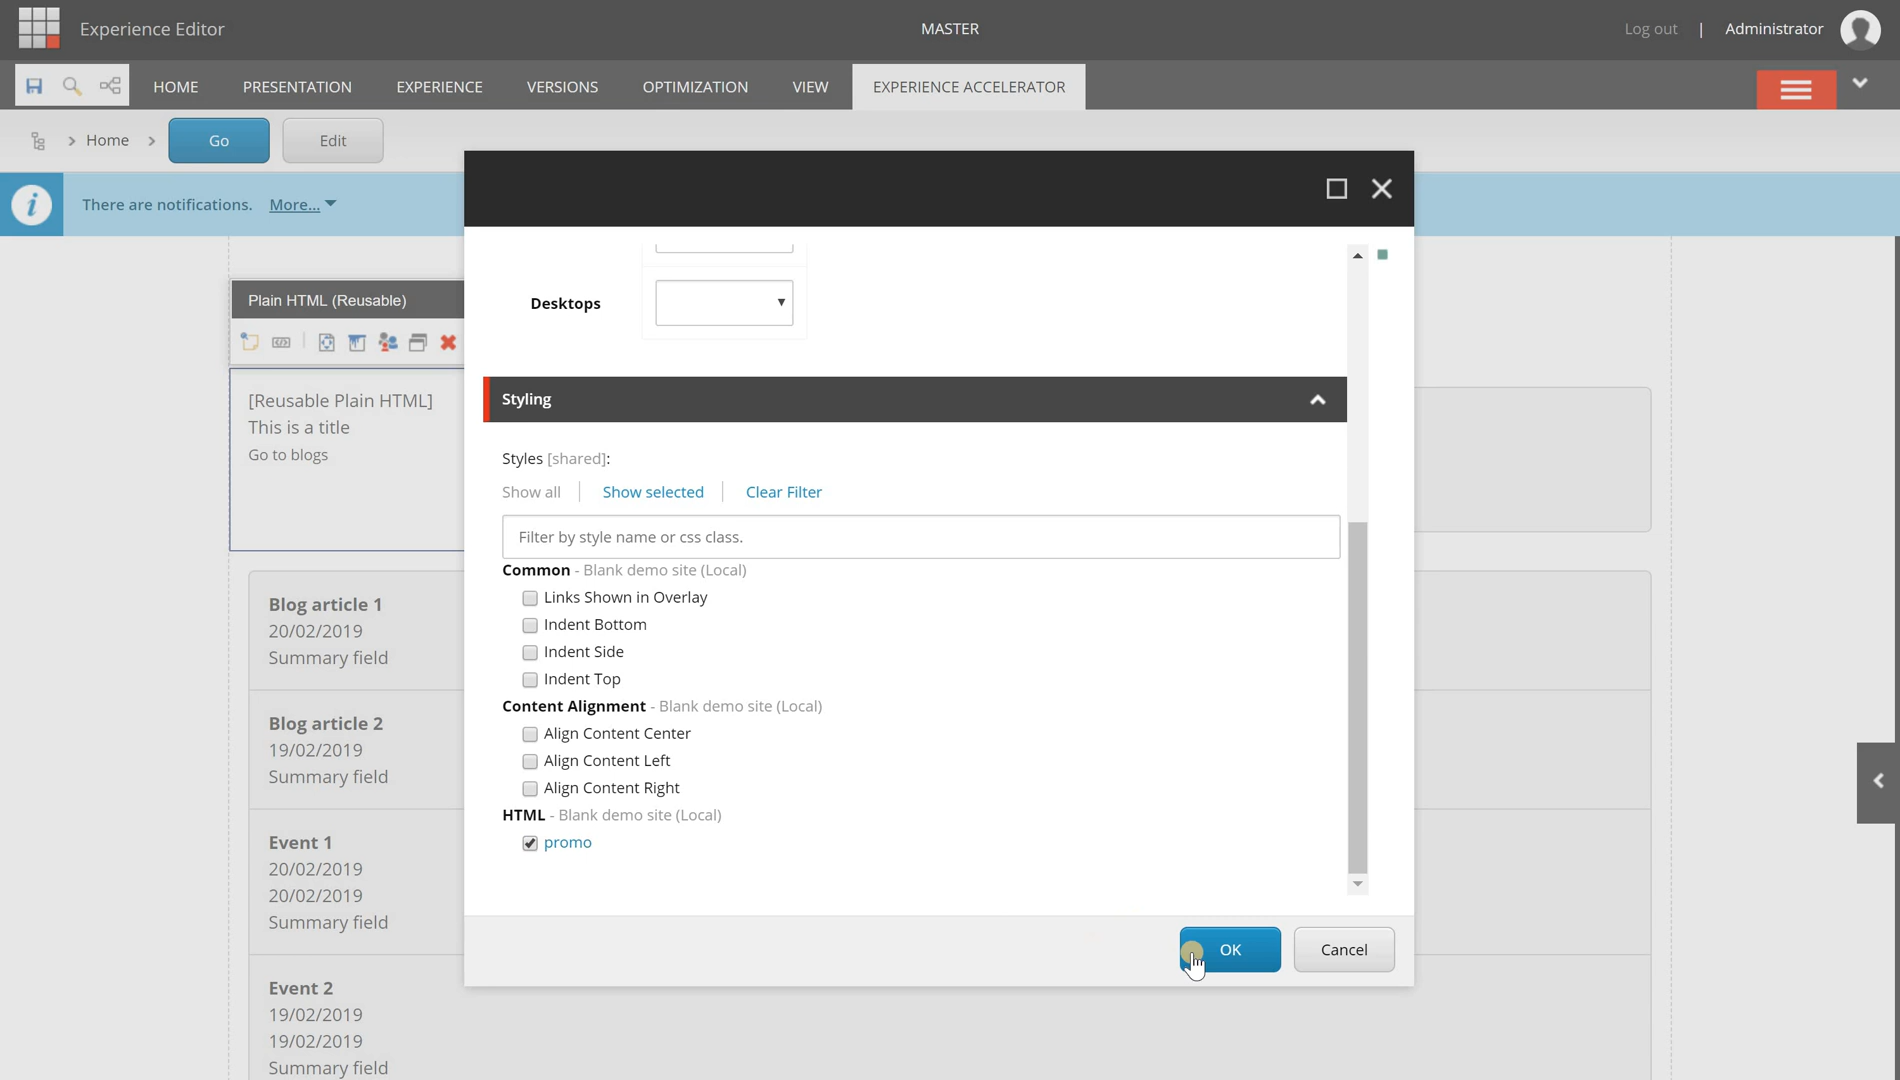 Experience Editor
MASTER
Log out | Administrator
HOME PRESENTATION EXPERIENCE VERSIONS OPTIMIZATION VIEW EXPERIENCE ACCELERATOR
Home Go Edit
There are notifications. More...
Plain HTML (Reusable)
[Reusable Plain HTML]
This is a title
Go to blogs
Blog article 1
20/02/2019
Summary field
Blog article 2
19/02/2019
Summary field
Event 1
20/02/2019
20/02/2019
Summary field
Event 2
19/02/2019
19/02/2019
Summary field
Desktops
Styling
Styles [shared]:
Show all Show selected Clear Filter
Filter by style name or css class.
Common - Blank demo site (Local)
Links Shown in Overlay
Indent Bottom
Indent Side
Indent Top
Content Alignment - Blank demo site (Local)
Align Content Center
Align Content Left
Align Content Right
HTML - Blank demo site (Local)
promo
OK Cancel